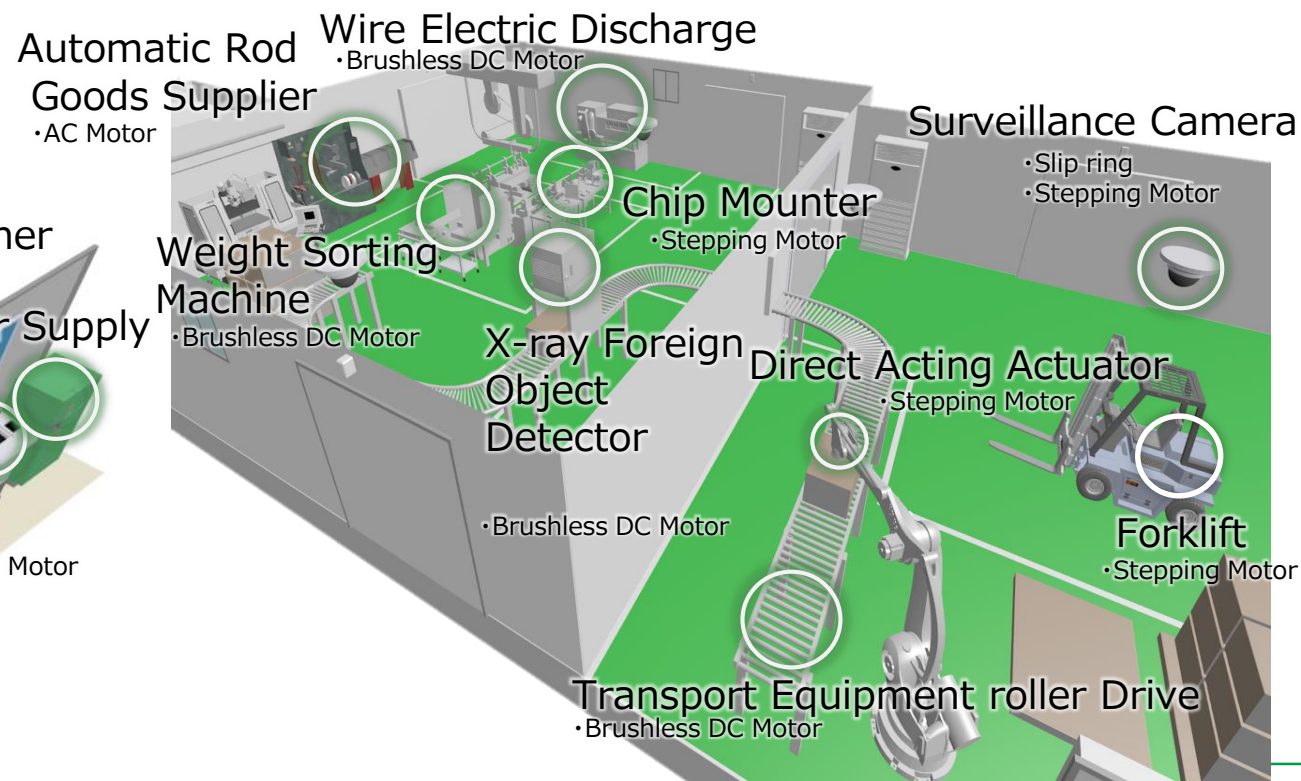 Wire Electric Discharge
・Brushless DC Motor
Automatic Rod
Goods Supplier
・AC Motor
Surveillance Camera
・Slip ring
・Stepping Motor
Chip Mounter
・Stepping Motor
Weight Sorting
Machine
・Brushless DC Motor
Supply
X-ray Foreign
Object
Detector
・Brushless DC Motor
Direct Acting Actuator
・Stepping Motor
Forklift
・Stepping Motor
Motor
Transport Equipment roller Drive
・Brushless DC Motor